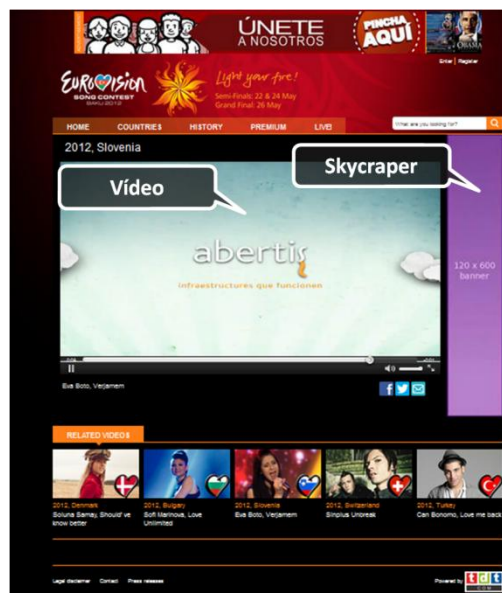 ÚNETE
A NOSOTROS
PINCHA
AQUÍ
OBAMA
Enter | Register
EUROVISION
SONG CONTEST
BAKU 2012
Light your fire!
Semi-Finals: 22 & 24 May
Grand Final: 26 May
HOME COUNTRIES HISTORY PREMIUM LIVE!
What are you looking for?
2012, Slovenia
Skycraper
Vídeo
abertis
infraestructures que funcionen
120 x 600
banner
Eva Boto, Verjamem
RELATED VIDEOS
2012, Denmark
Soluna Samay, Should've
know better
2012, Bulgary
Sofi Marinova, Love
Unlimited
2012, Slovenia
Eva Boto, Verjamem
2012, Switzerland
Sinplus Unbreak
2012, Turkey
Can Bonomo, Love me back
Legal disclaimer Contact Press releases
Powered by
tdt
COM